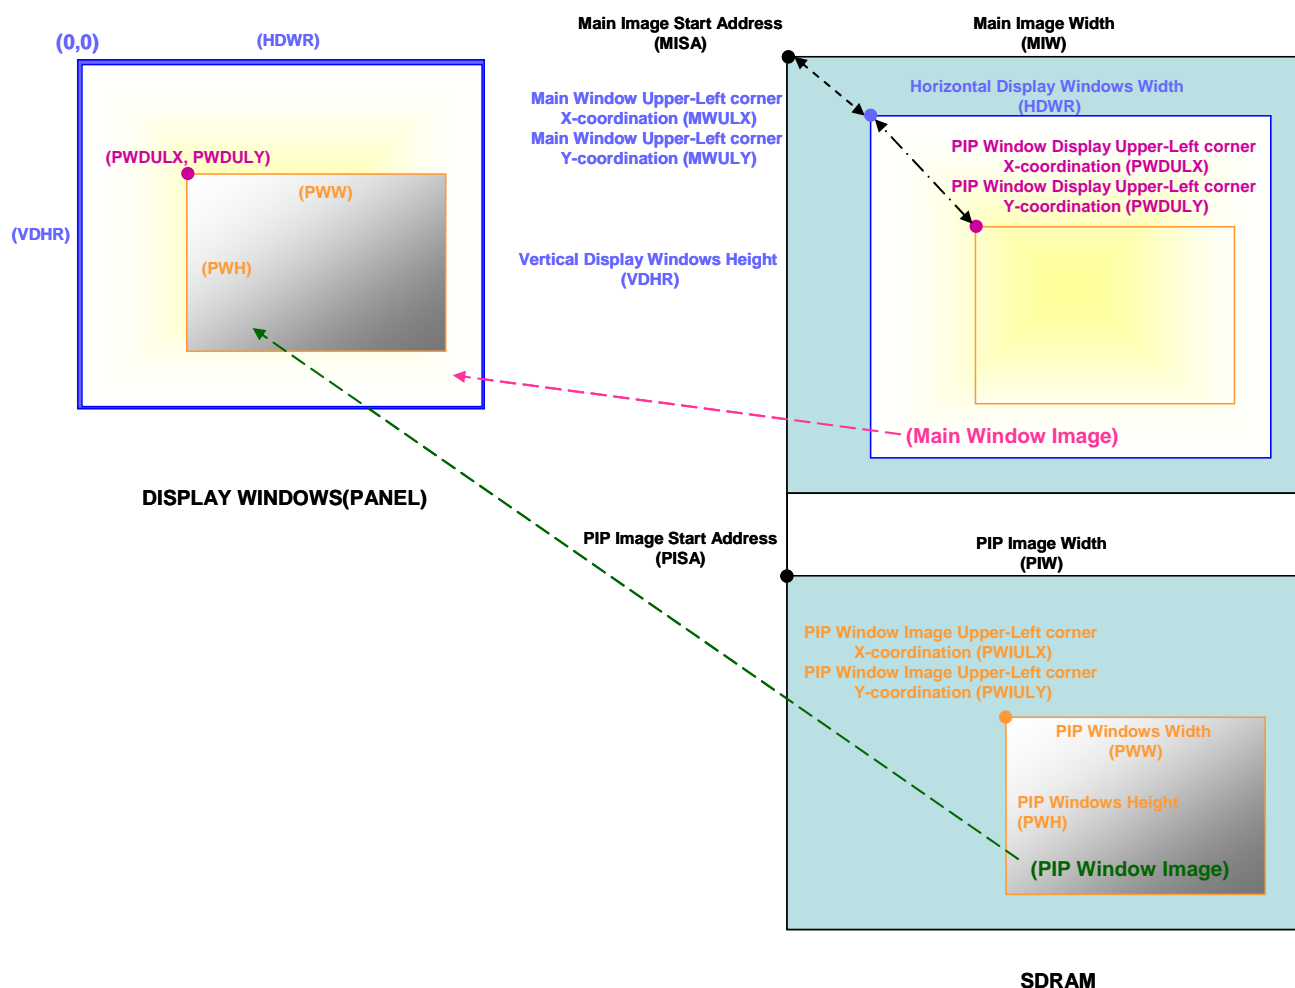 (0,0)
(HDWR)
(PWDULX, PWDULY)
(PWW)
(VDHR)
(PWH)
DISPLAY WINDOWS(PANEL)
Main Image Start Address
(MISA)
Main Image Width
(MIW)
Main Window Upper-Left corner
X-coordination (MWULX)
Main Window Upper-Left corner
Y-coordination (MWULY)
Horizontal Display Windows Width
(HDWR)
PIP Window Display Upper-Left corner
X-coordination (PWDULX)
PIP Window Display Upper-Left corner
Y-coordination (PWDULY)
Vertical Display Windows Height
(VDHR)
(Main Window Image)
PIP Image Start Address
(PISA)
PIP Image Width
(PIW)
PIP Window Image Upper-Left corner
X-coordination (PWIULX)
PIP Window Image Upper-Left corner
Y-coordination (PWIULY)
PIP Windows Width
(PWW)
PIP Windows Height
(PWH)
(PIP Window Image)
SDRAM